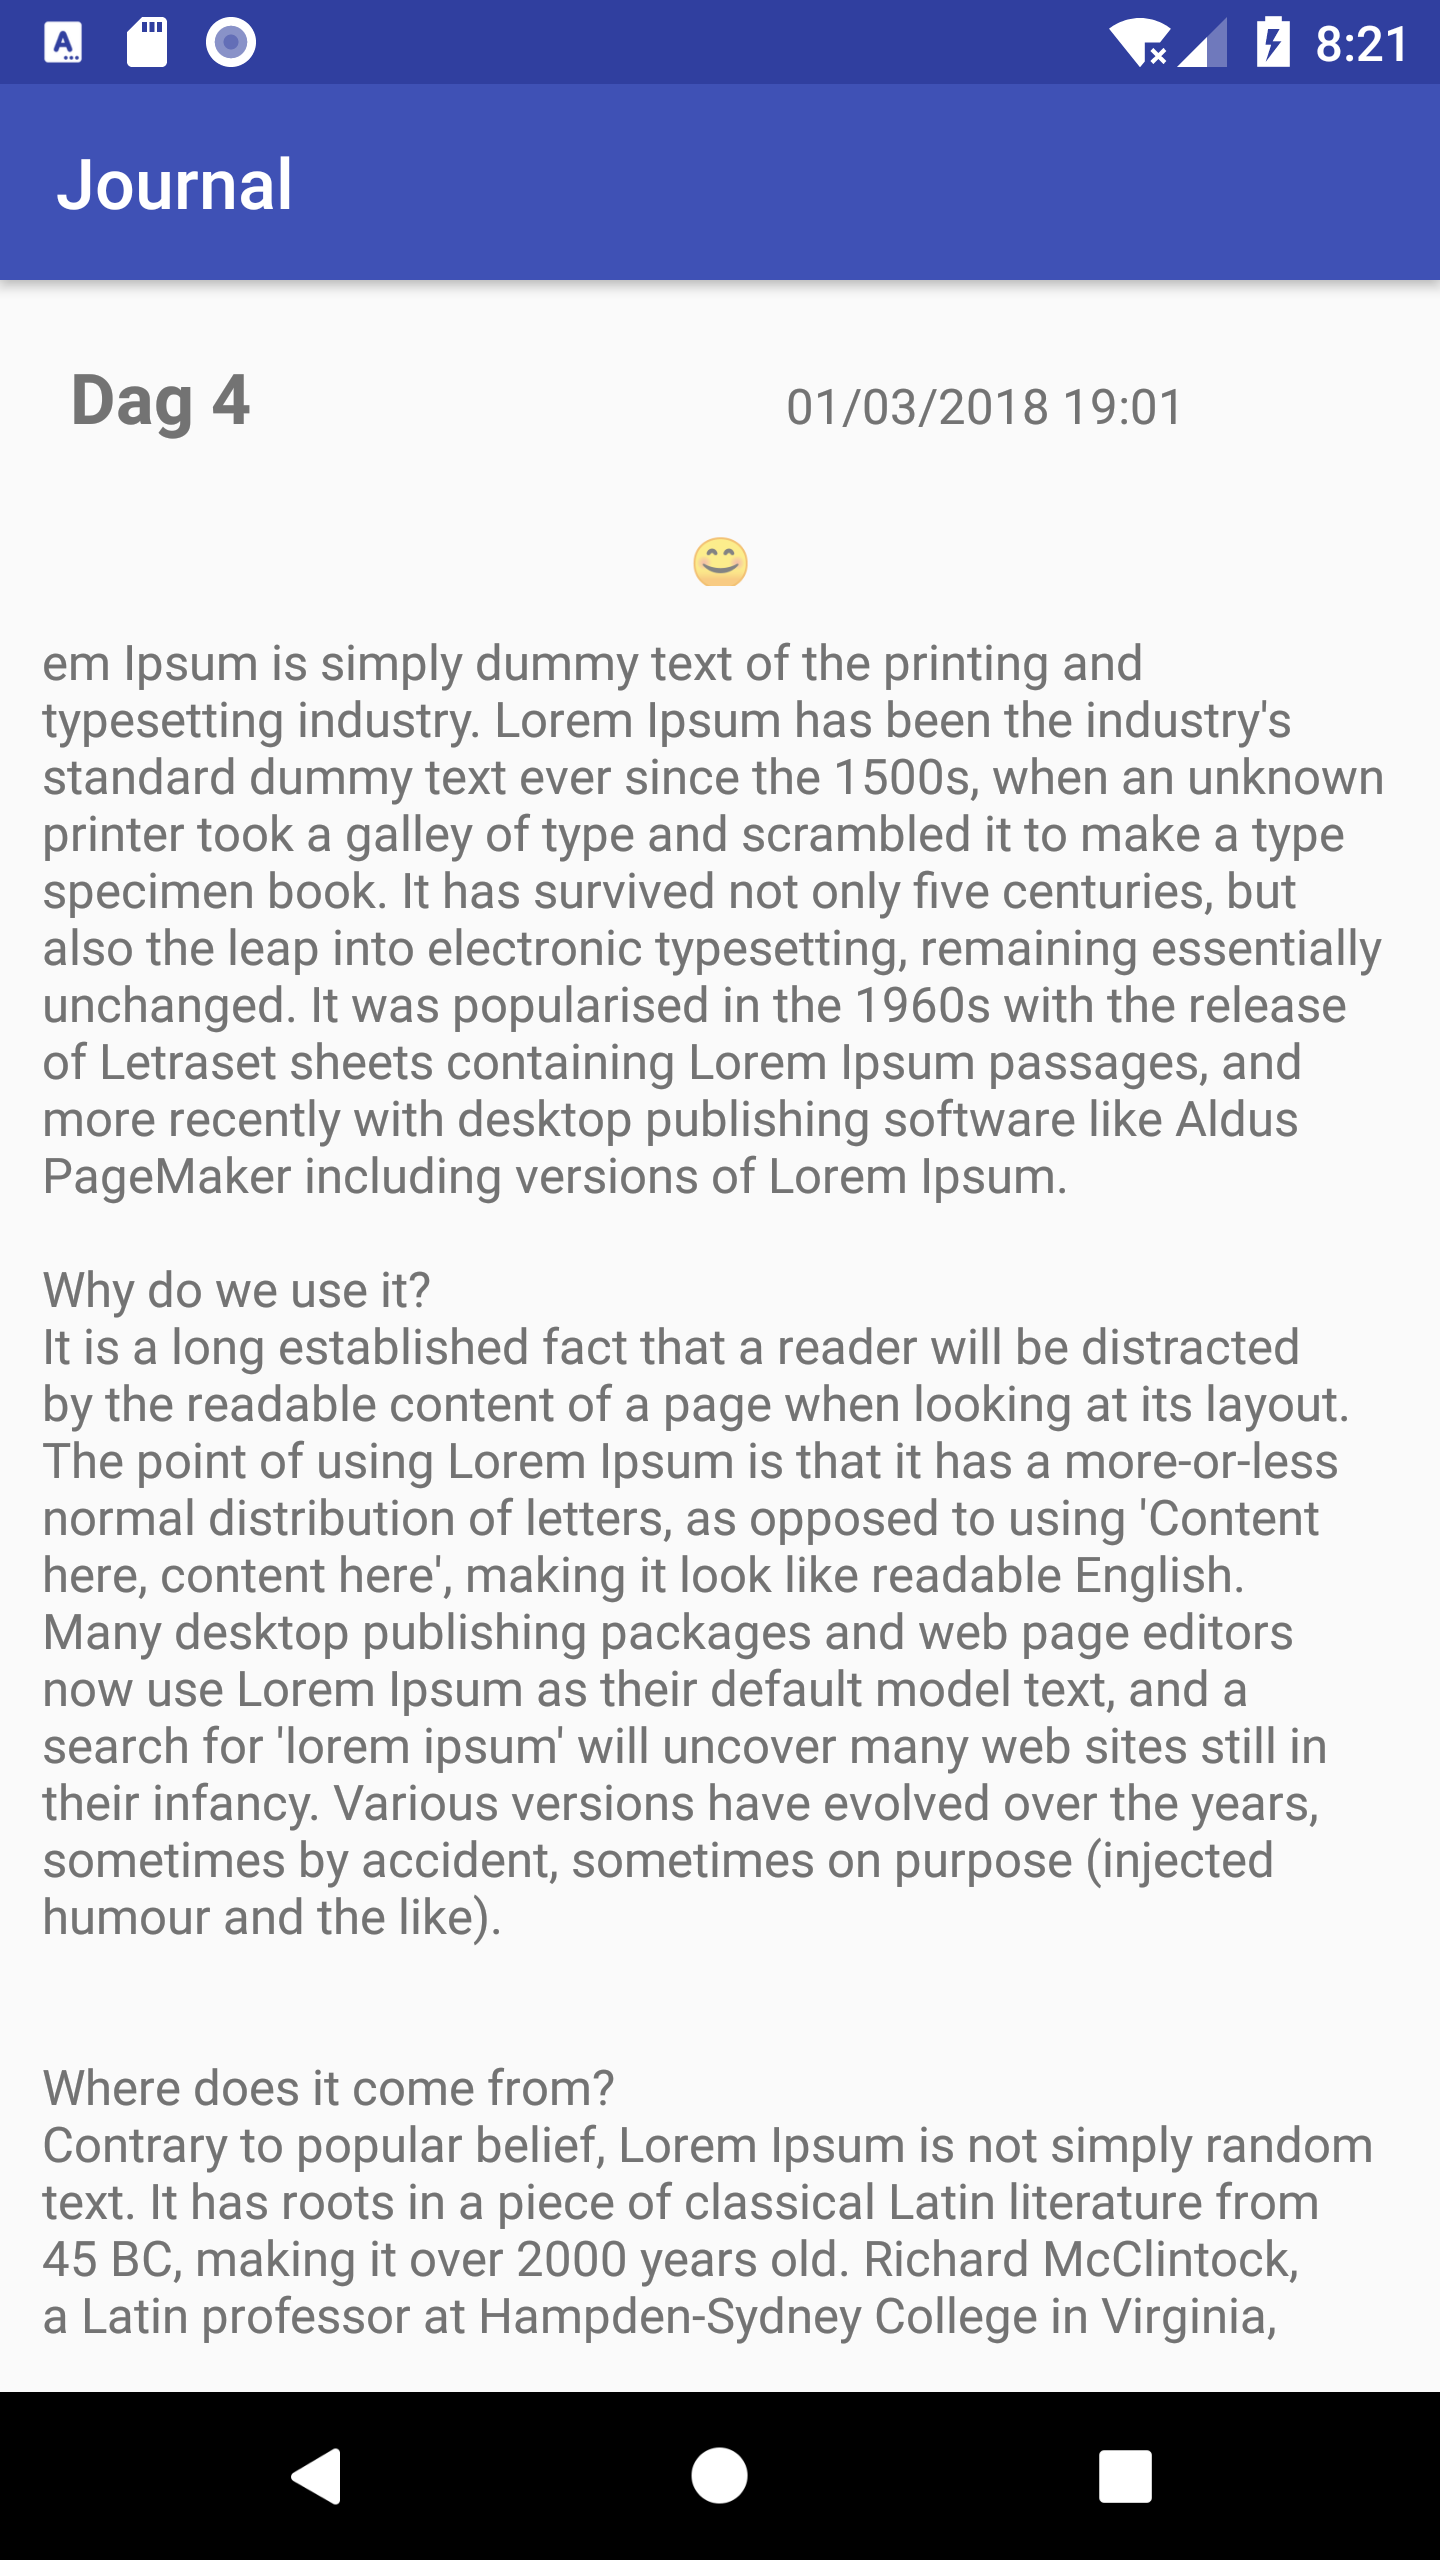 8:21
Journal
Dag 4
01/03/2018 19:01
😊
em Ipsum is simply dummy text of the printing and
typesetting industry. Lorem Ipsum has been the industry's
standard dummy text ever since the 1500s, when an unknown
printer took a galley of type and scrambled it to make a type
specimen book. It has survived not only five centuries, but
also the leap into electronic typesetting, remaining essentially
unchanged. It was popularised in the 1960s with the release
of Letraset sheets containing Lorem Ipsum passages, and
more recently with desktop publishing software like Aldus
PageMaker including versions of Lorem Ipsum.
Why do we use it?
It is a long established fact that a reader will be distracted
by the readable content of a page when looking at its layout.
The point of using Lorem Ipsum is that it has a more-or-less
normal distribution of letters, as opposed to using 'Content
here, content here', making it look like readable English.
Many desktop publishing packages and web page editors
now use Lorem Ipsum as their default model text, and a
search for 'lorem ipsum' will uncover many web sites still in
their infancy. Various versions have evolved over the years,
sometimes by accident, sometimes on purpose (injected
humour and the like).
Where does it come from?
Contrary to popular belief, Lorem Ipsum is not simply random
text. It has roots in a piece of classical Latin literature from
45 BC, making it over 2000 years old. Richard McClintock,
a Latin professor at Hampden-Sydney College in Virginia,